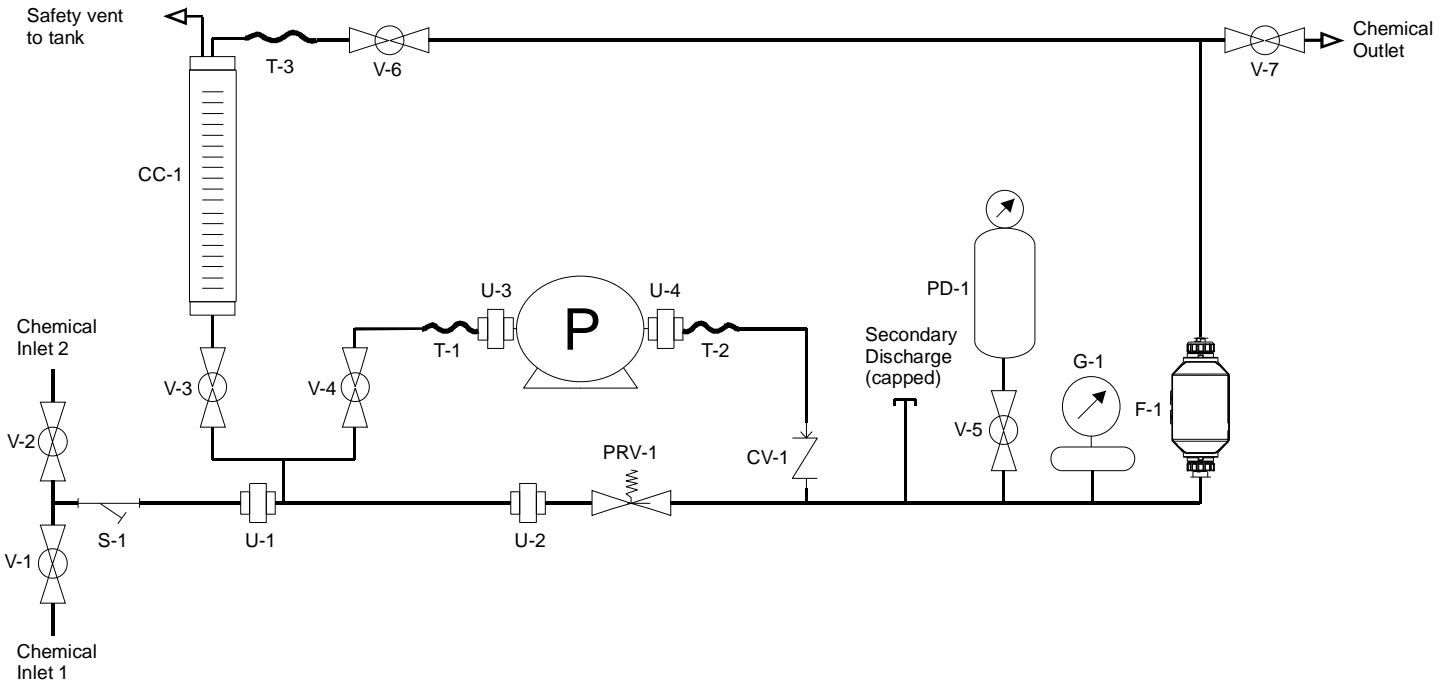 Safety vent
to tank
T-3
V-6
V-7
Chemical
Outlet
CC-1
PD-1
U-3
P
U-4
T-1
T-2
Secondary
Discharge
(capped)
G-1
F-1
Chemical
Inlet 2
V-3
V-4
V-5
V-2
PRV-1
CV-1
S-1
U-1
U-2
V-1
Chemical
Inlet 1